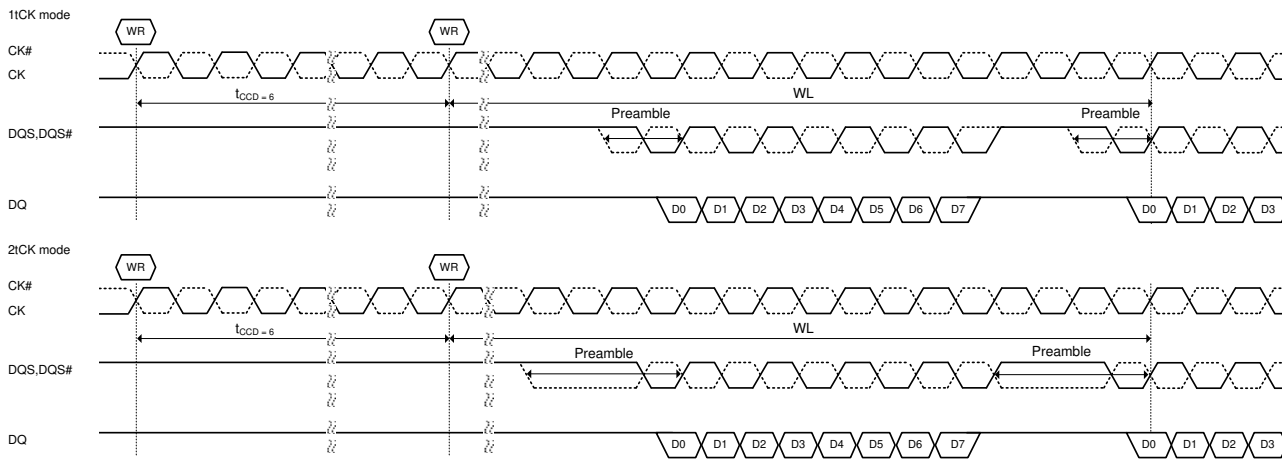 1tCK mode
WR WR
CK#
CK
tCCD = 6 WL
Preamble Preamble
DQS,DQS#
DQ D0 D1 D2 D3 D4 D5 D6 D7 D0 D1 D2 D3
2tCK mode
WR WR
CK#
CK
tCCD = 6 WL
Preamble Preamble
DQS,DQS#
DQ D0 D1 D2 D3 D4 D5 D6 D7 D0 D1 D2 D3